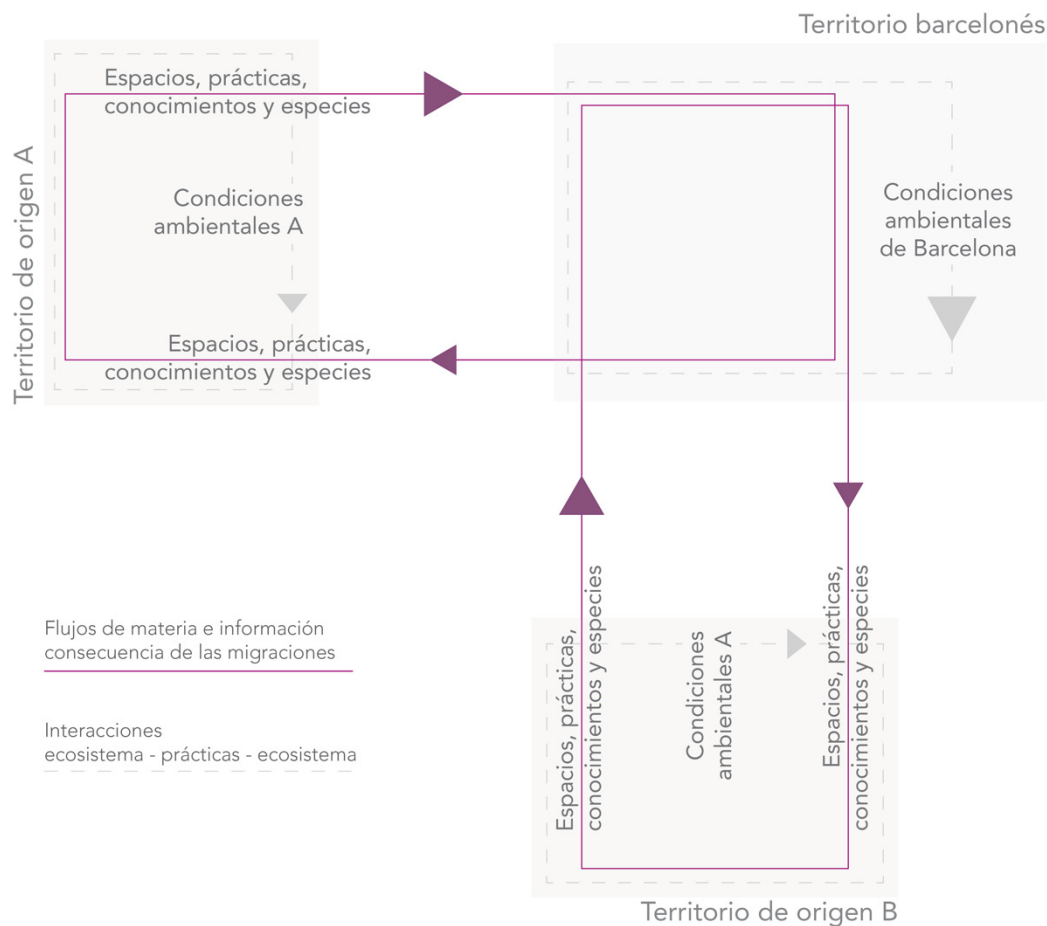 Territorio barcelonés
Espacios, prácticas,
conocimientos y especies
Territorio de origen A
Condiciones
ambientales A
Condiciones
ambientales
de Barcelona
Espacios, prácticas,
conocimientos y especies
Flujos de materia e información
consecuencia de las migraciones
Interacciones
ecosistema - prácticas - ecosistema
Espacios, prácticas,
conocimientos y especies
Condiciones
ambientales A
Espacios, prácticas,
conocimientos y especies
Territorio de origen B